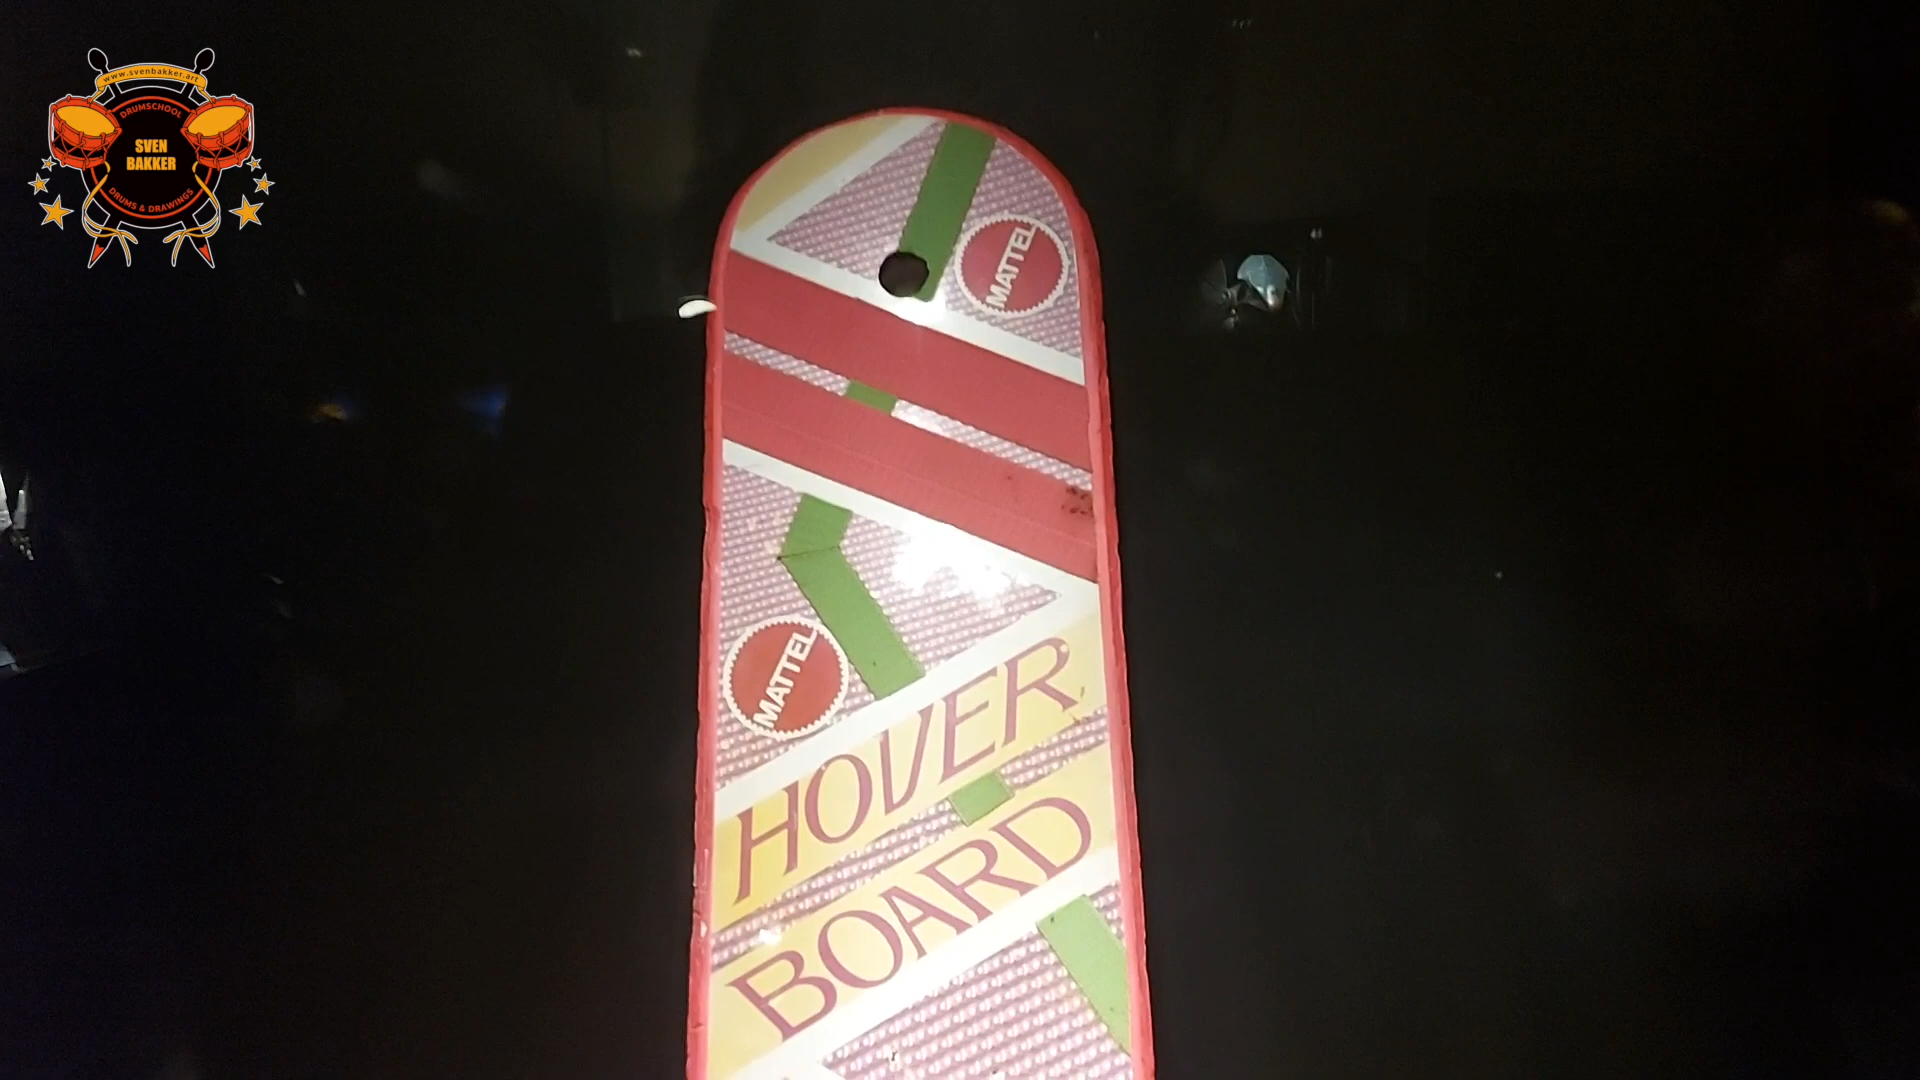 www.svenbakker.art
DRUMSCHOOL
SVEN
BAKKER
DRUMS & DRAWINGS
MATTEL
MATTEL
HOVER
BOARD